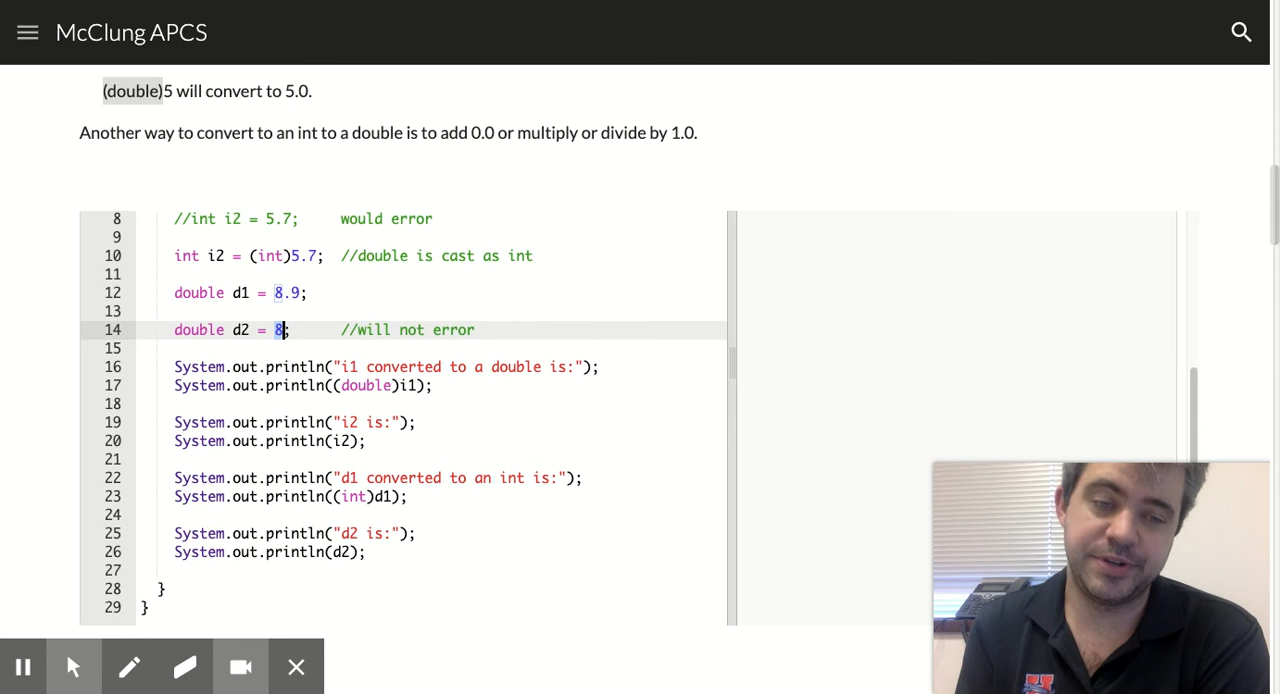 McClung APCS
(double)5 will convert to 5.0.
Another way to convert to an int to a double is to add 0.0 or multiply or divide by 1.0.
8 //int i2 = 5.7; would error
9
10 int i2 = (int)5.7; //double is cast as int
11
12 double d1 = 8.9;
13
14 double d2 = 8; //will not error
15
16 System.out.println("i1 converted to a double is:");
17 System.out.println((double)i1);
18
19 System.out.println("i2 is:");
20 System.out.println(i2);
21
22 System.out.println("d1 converted to an int is:");
23 System.out.println((int)d1);
24
25 System.out.println("d2 is:");
26 System.out.println(d2);
27
28 }
29 }